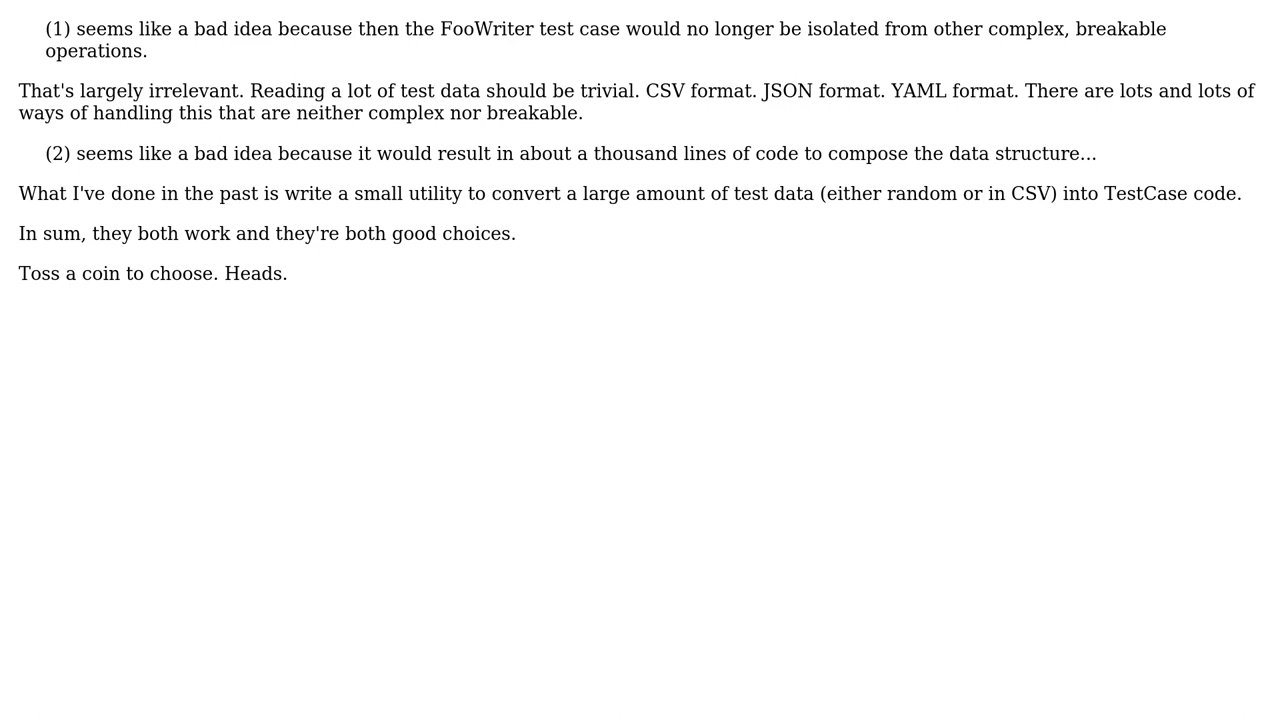 (1) seems like a bad idea because then the FooWriter test case would no longer be isolated from other complex, breakable
operations.
That's largely irrelevant. Reading a lot of test data should be trivial. CSV format. JSON format. YAML format. There are lots and lots of
ways of handling this that are neither complex nor breakable.
(2) seems like a bad idea because it would result in about a thousand lines of code to compose the data structure...
What I've done in the past is write a small utility to convert a large amount of test data (either random or in CSV) into TestCase code.
In sum, they both work and they're both good choices.
Toss a coin to choose. Heads.